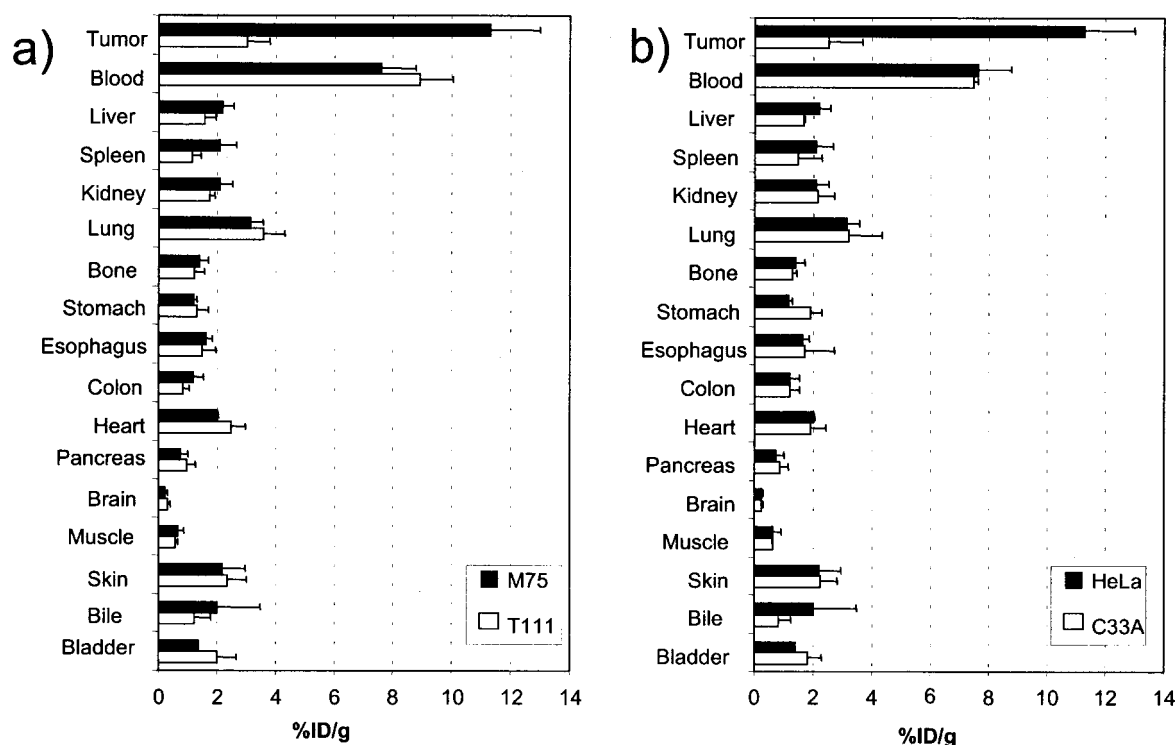 a)
Tumor
Blood
Liver
Spleen
Kidney
Lung
Bone
Stomach
Esophagus
Colon
Heart
Pancreas
Brain
Muscle
Skin
Bile
Bladder
M75
T111
0 2 4 6 8 10 12 14
%ID/g
b)
Tumor
Blood
Liver
Spleen
Kidney
Lung
Bone
Stomach
Esophagus
Colon
Heart
Pancreas
Brain
Muscle
Skin
Bile
Bladder
HeLa
C33A
0 2 4 6 8 10 12 14
%ID/g